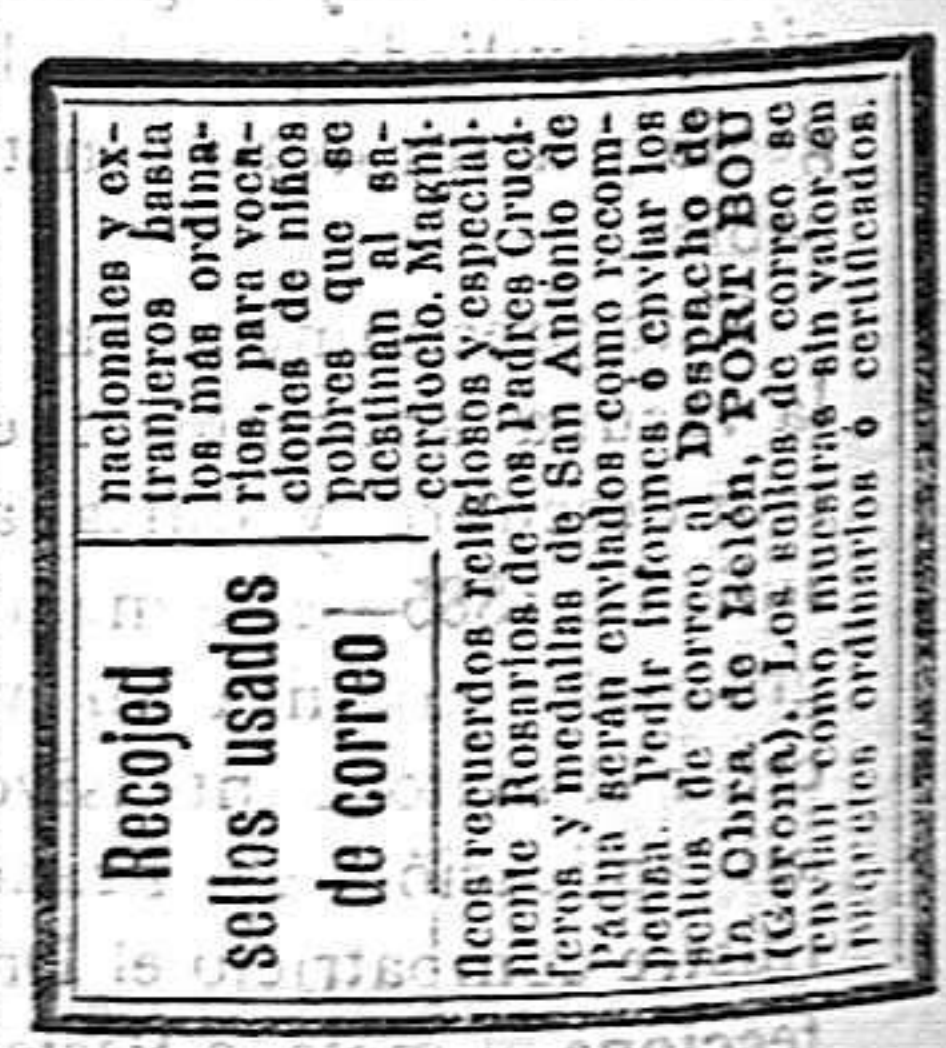 Recojed
sellos usados
de correo
nacionales y ex-
tranjeros hasta
los más ordina-
rios, para voca-
ciones de niños
pobres que se
destinan al sa-
cerdocio. Magní-
ficos recuerdos religiosos y especial-
mente Rosarios de los Padres Cruci-
feros y medallas de San Antonio de
Pádua serán enviados como recom-
pensa. Pedir informes ó enviar los
sellos de correo al Despacho de
la Obra de Belén, PORT BOU
(Gerona). Los sellos de correo se
envían como muestras sin valor en
paquetes ordinarios ó certificados.